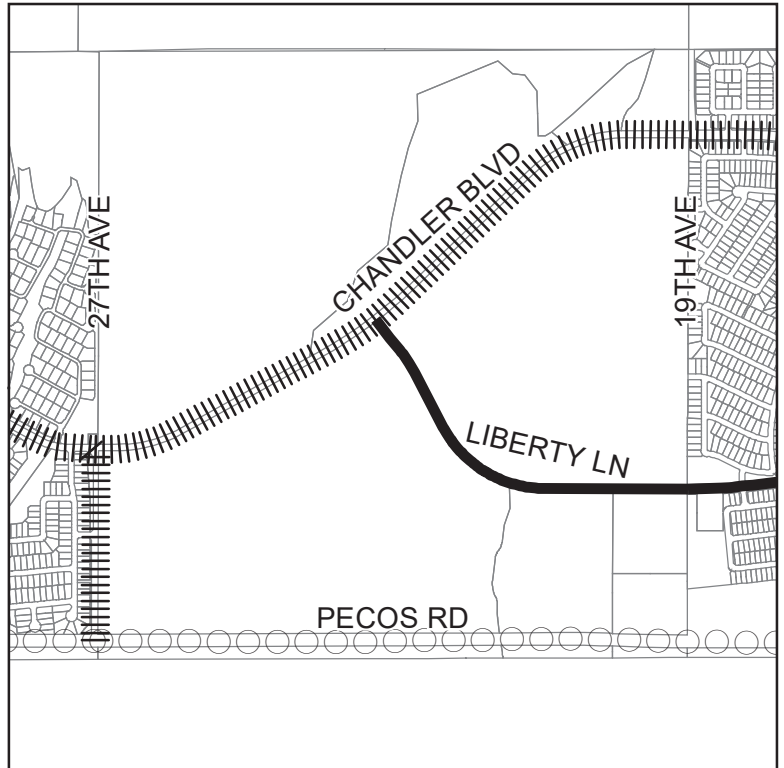 CHANDLER BLVD
27TH AVE
19TH AVE
LIBERTY LN
PECOS RD